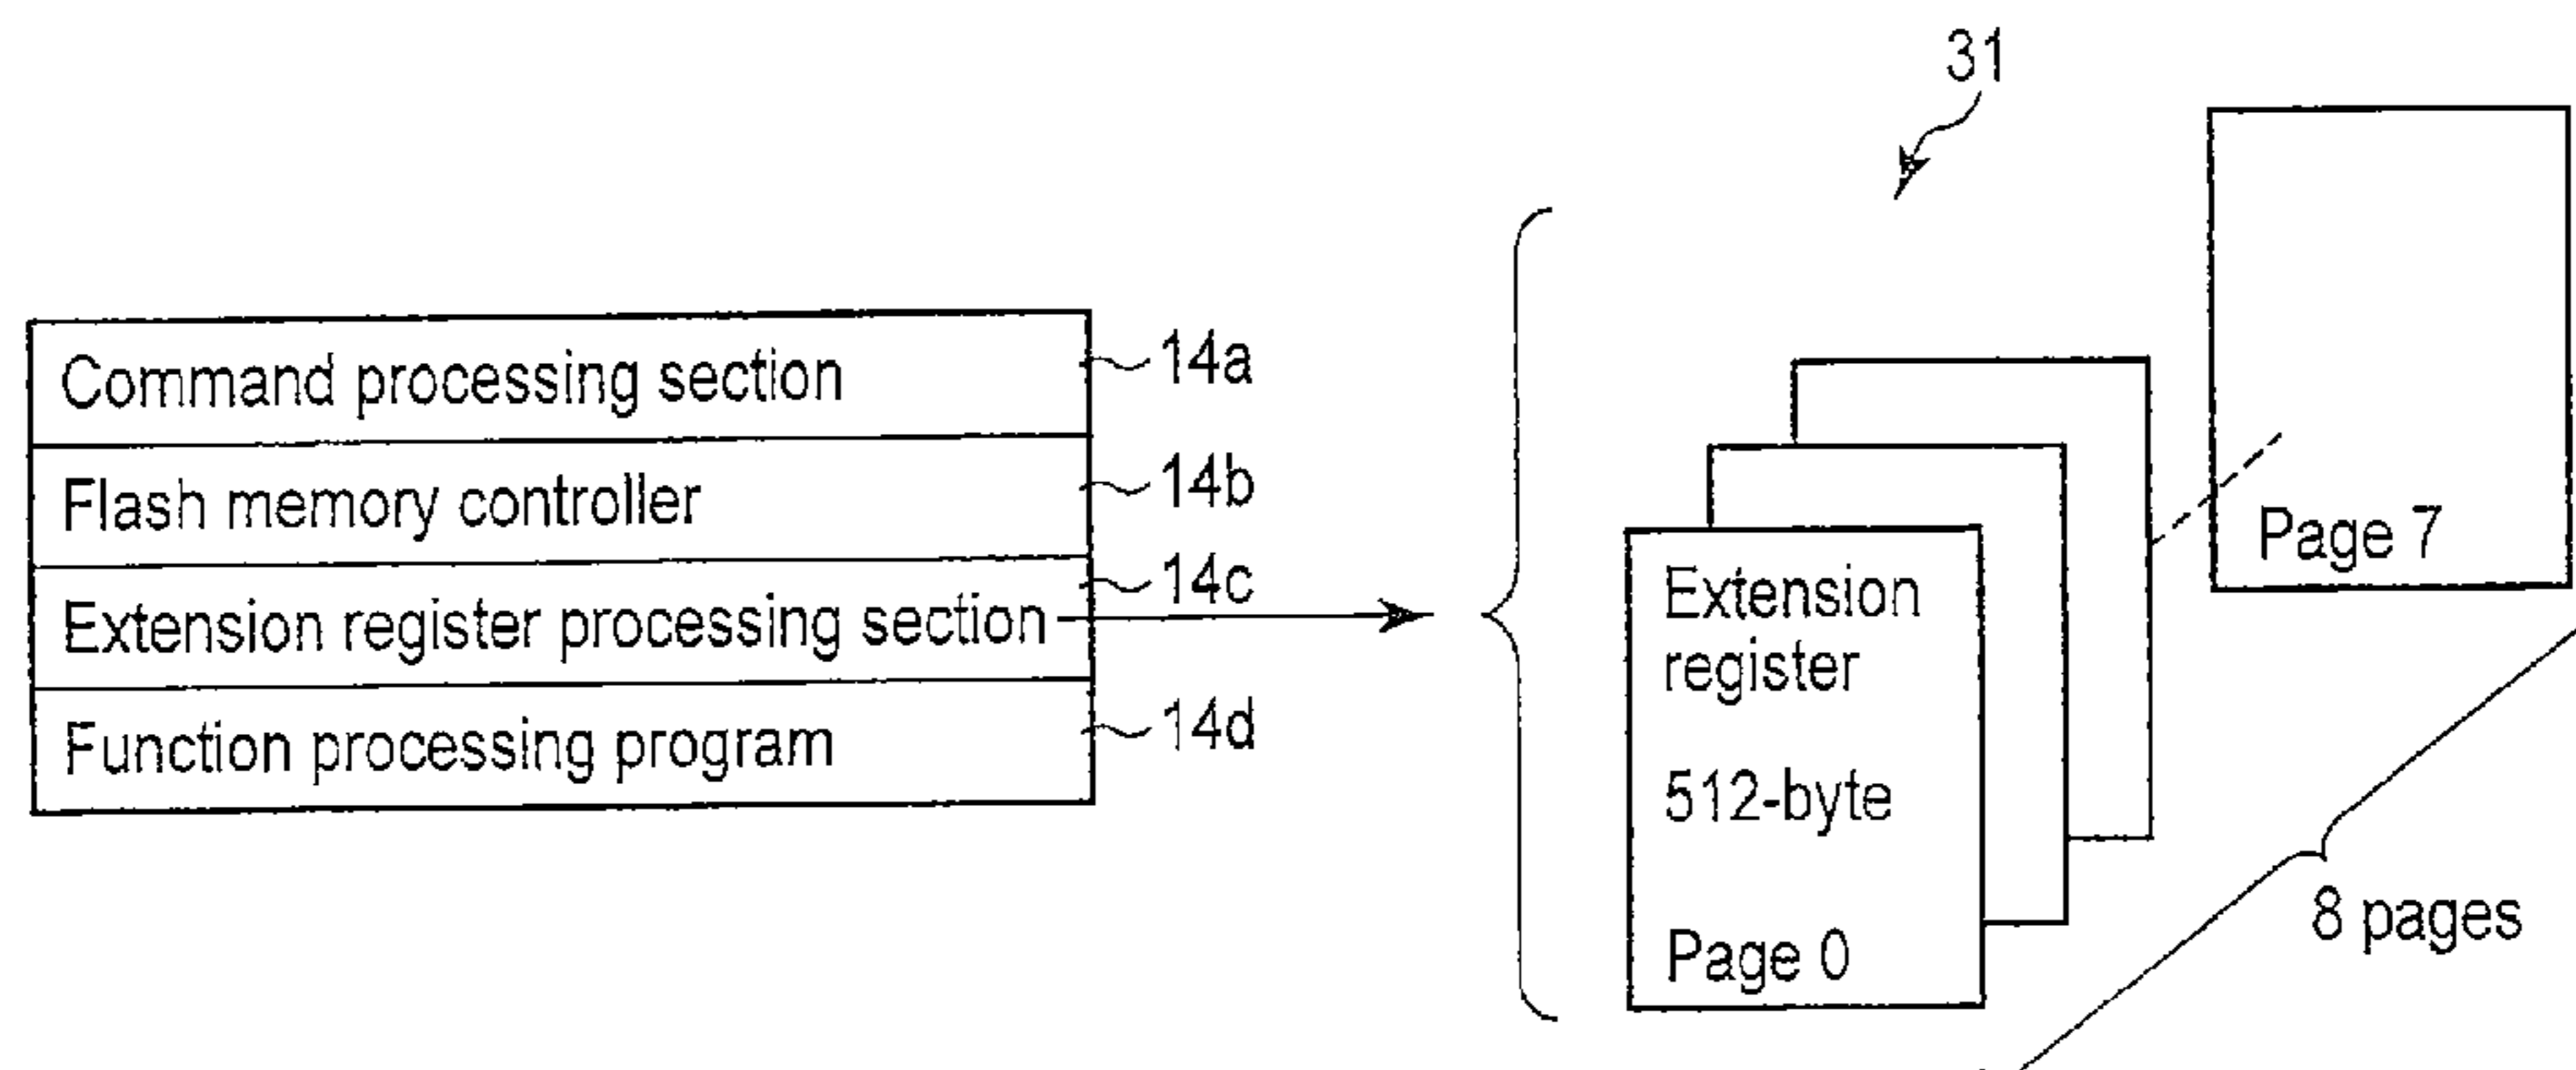 31
Command processing section
14a
Flash memory controller
14b
Extension register processing section
14c
Function processing program
14d
Extension
register
512-byte
Page 0
Page 7
8 pages